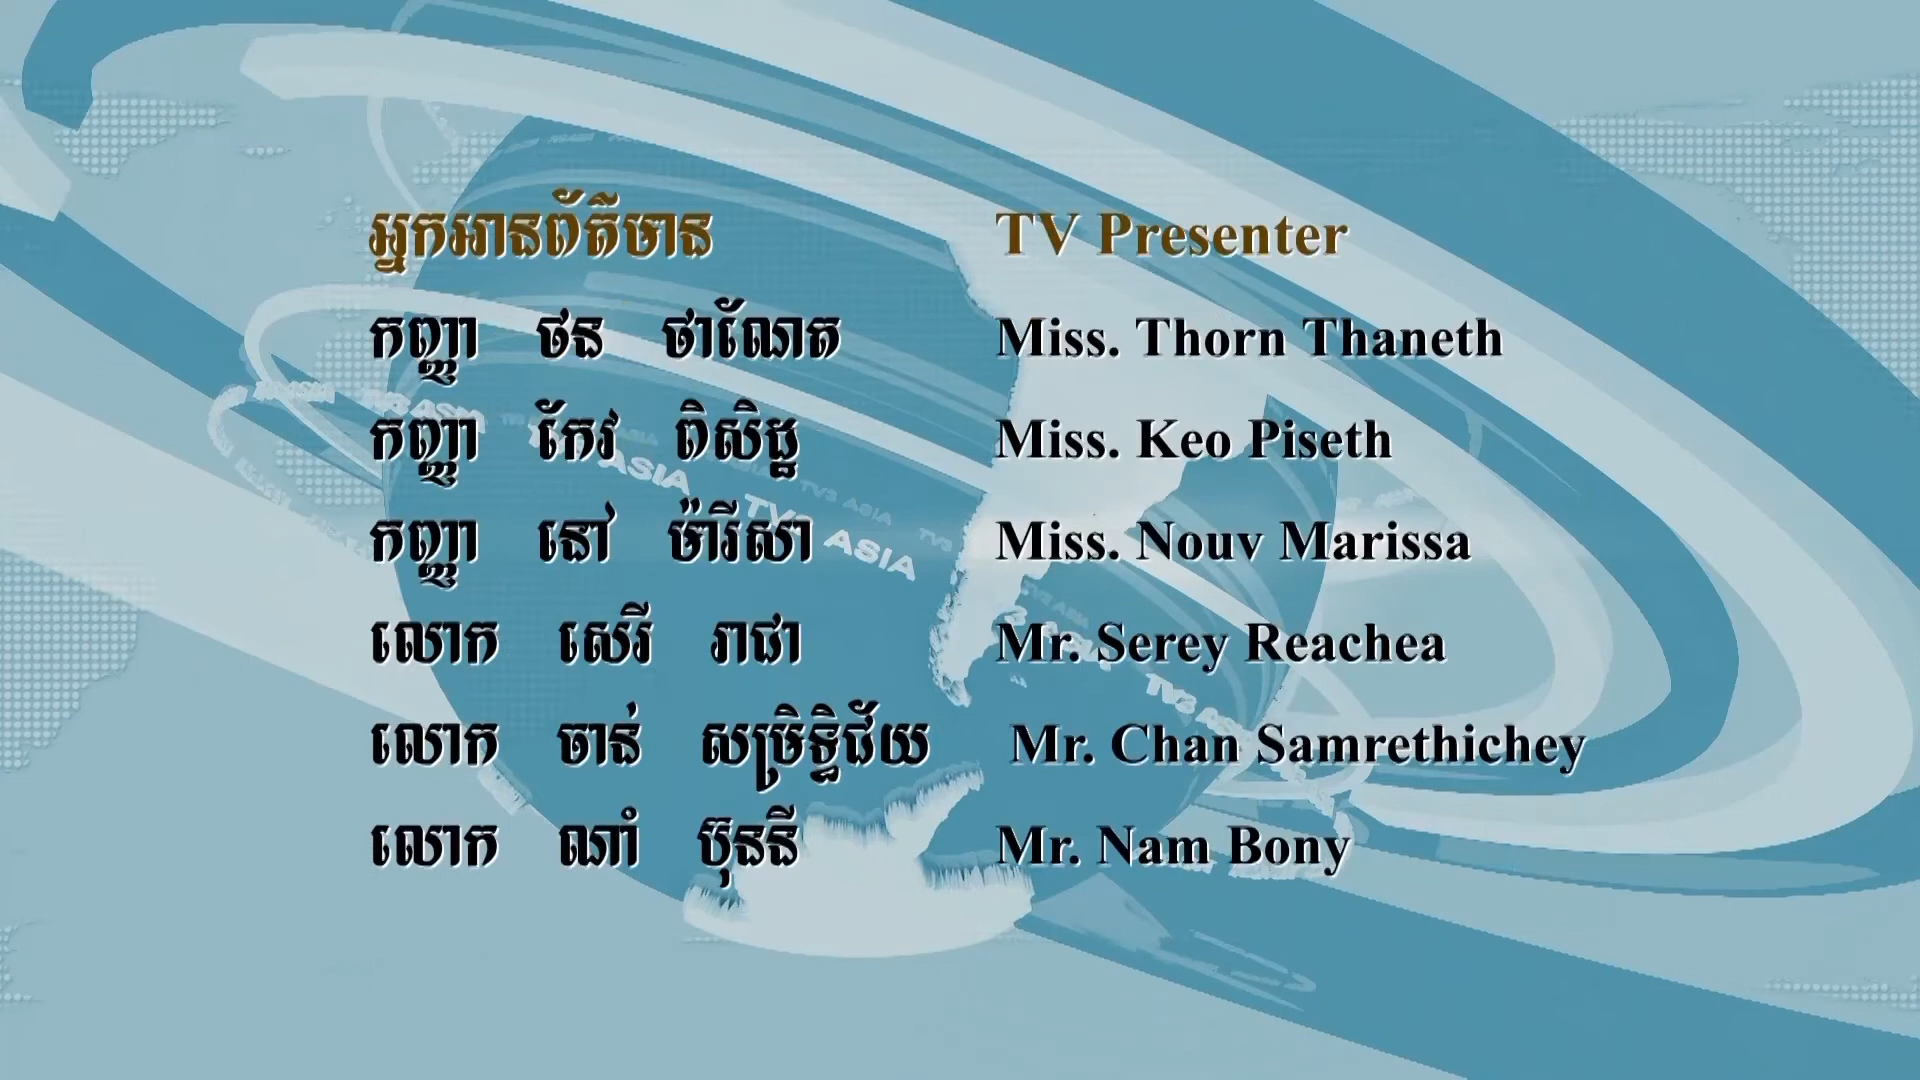 អ្នកអានព័ត៌មាន TV Presenter
កញ្ញា ថន ថាណែត Miss. Thorn Thaneth
កញ្ញា កែវ ពិសិដ្ឋ Miss. Keo Piseth
កញ្ញា នៅ ម៉ារីសា Miss. Nouv Marissa
លោក សេរី រាជា Mr. Serey Reachea
លោក ចាន់ សម្រិទ្ធិជ័យ Mr. Chan Samrethichey
លោក ណាំ ប៊ុននី Mr. Nam Bony
TV3 ASIA